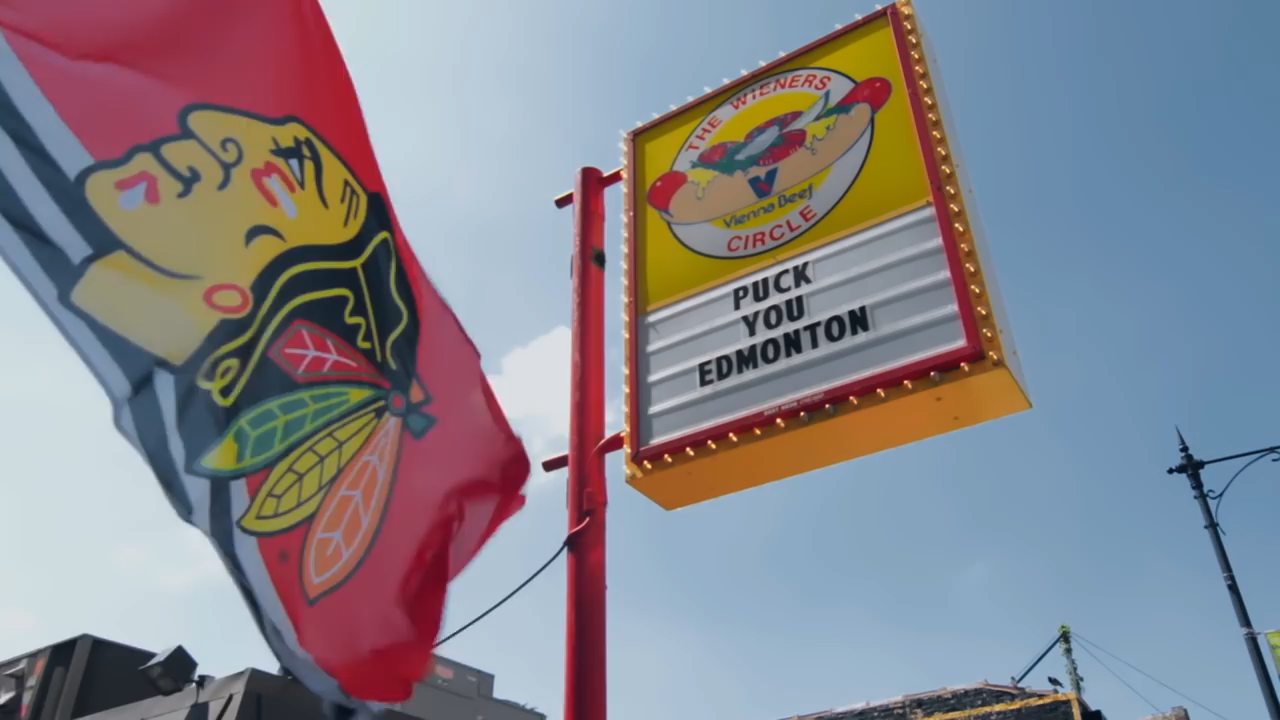 THE WIENERS
Vienna Beef
CIRCLE
PUCK
YOU
EDMONTON